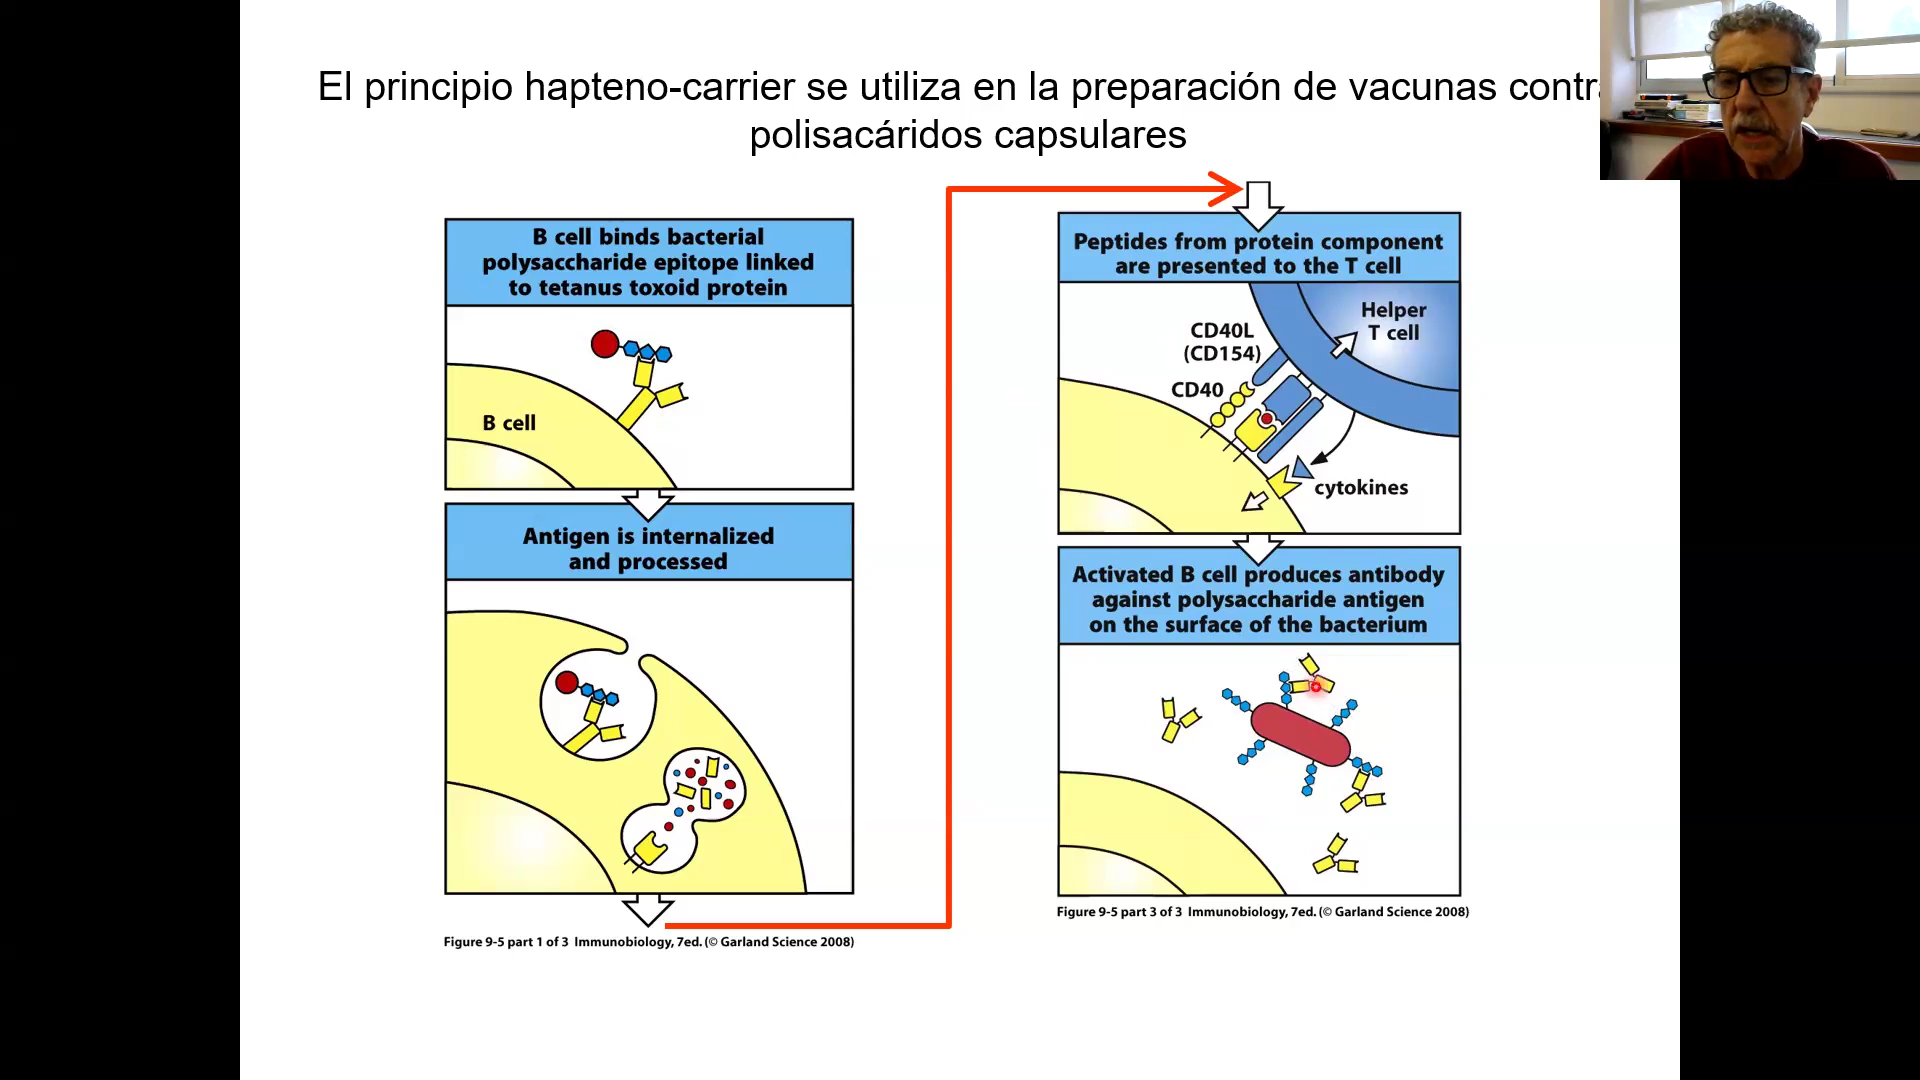 El principio hapteno-carrier se utiliza en la preparación de vacunas contra
polisacáridos capsulares
B cell binds bacterial
polysaccharide epitope linked
to tetanus toxoid protein
B cell
Antigen is internalized
and processed
Figure 9-5 part 1 of 3 Immunobiology, 7ed. (© Garland Science 2008)
Peptides from protein component
are presented to the T cell
Helper
T cell
CD40L
(CD154)
CD40
cytokines
Activated B cell produces antibody
against polysaccharide antigen
on the surface of the bacterium
Figure 9-5 part 3 of 3 Immunobiology, 7ed. (© Garland Science 2008)